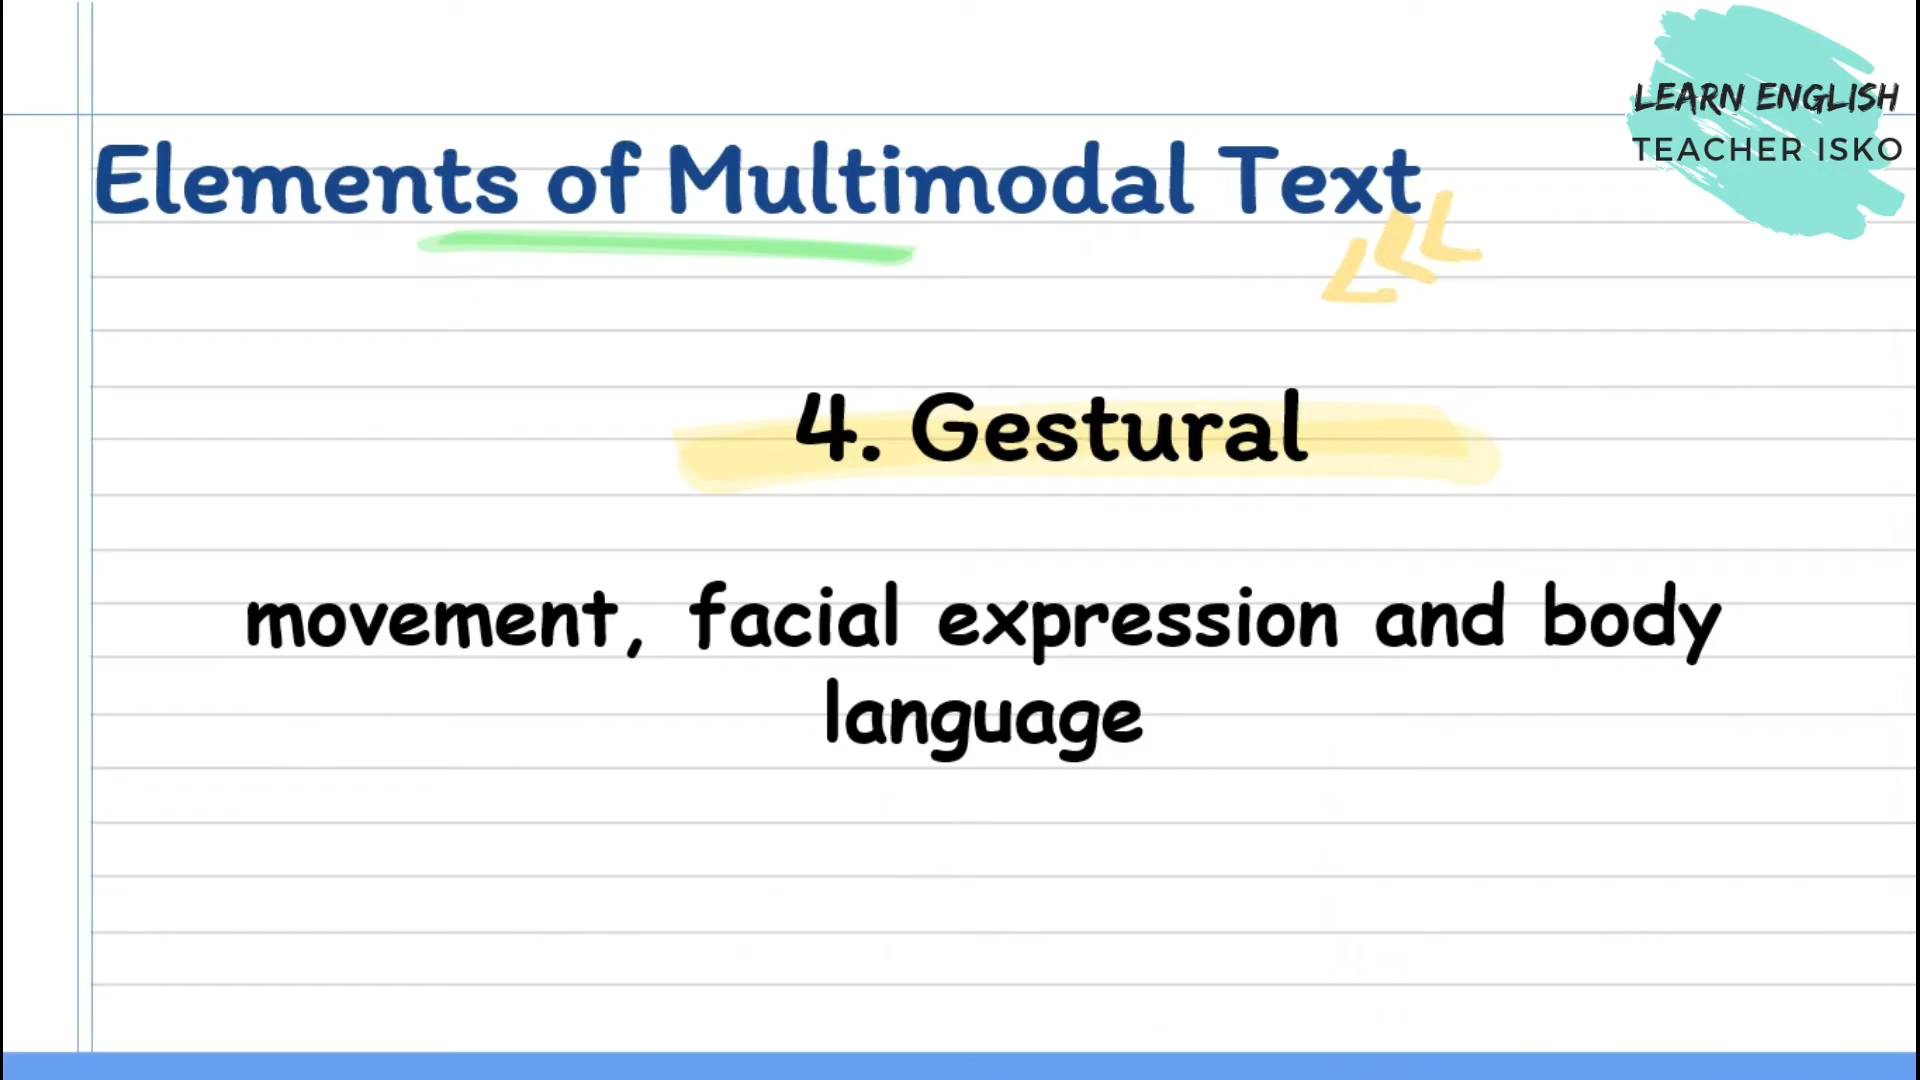 LEARN ENGLISH
TEACHER ISKO
Elements of Multimodal Text
4. Gestural
movement, facial expression and body
language